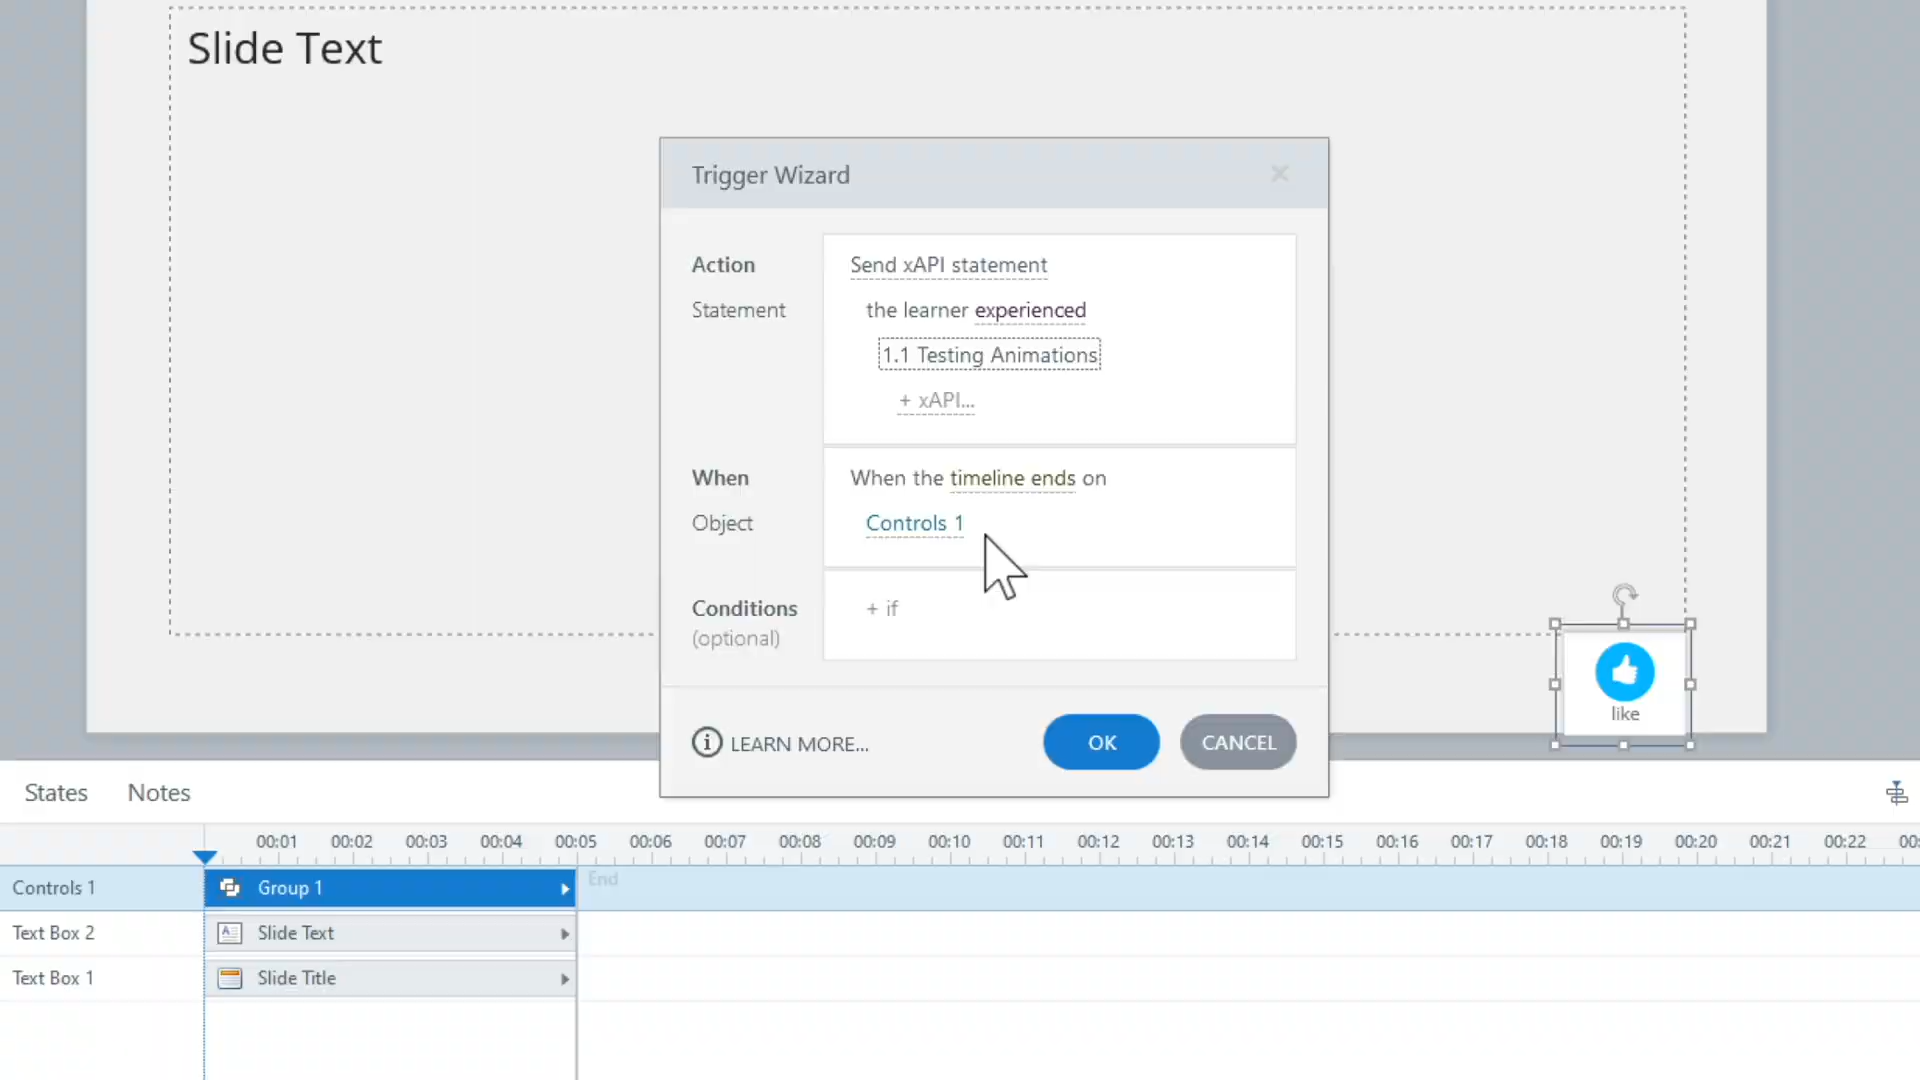 Slide Text
Trigger Wizard
Action
Send xAPI statement
Statement
the learner experienced
1.1 Testing Animations
+ xAPI...
When
When the timeline ends on
Object
Controls 1
Conditions
(optional)
+ if
LEARN MORE...
OK
CANCEL
like
States
Notes
00:01 00:02 00:03 00:04 00:05 00:06 00:07 00:08 00:09 00:10 00:11 00:12 00:13 00:14 00:15 00:16 00:17 00:18 00:19 00:20 00:21 00:22 00:
Controls 1
Group 1
End
Text Box 2
Slide Text
Text Box 1
Slide Title